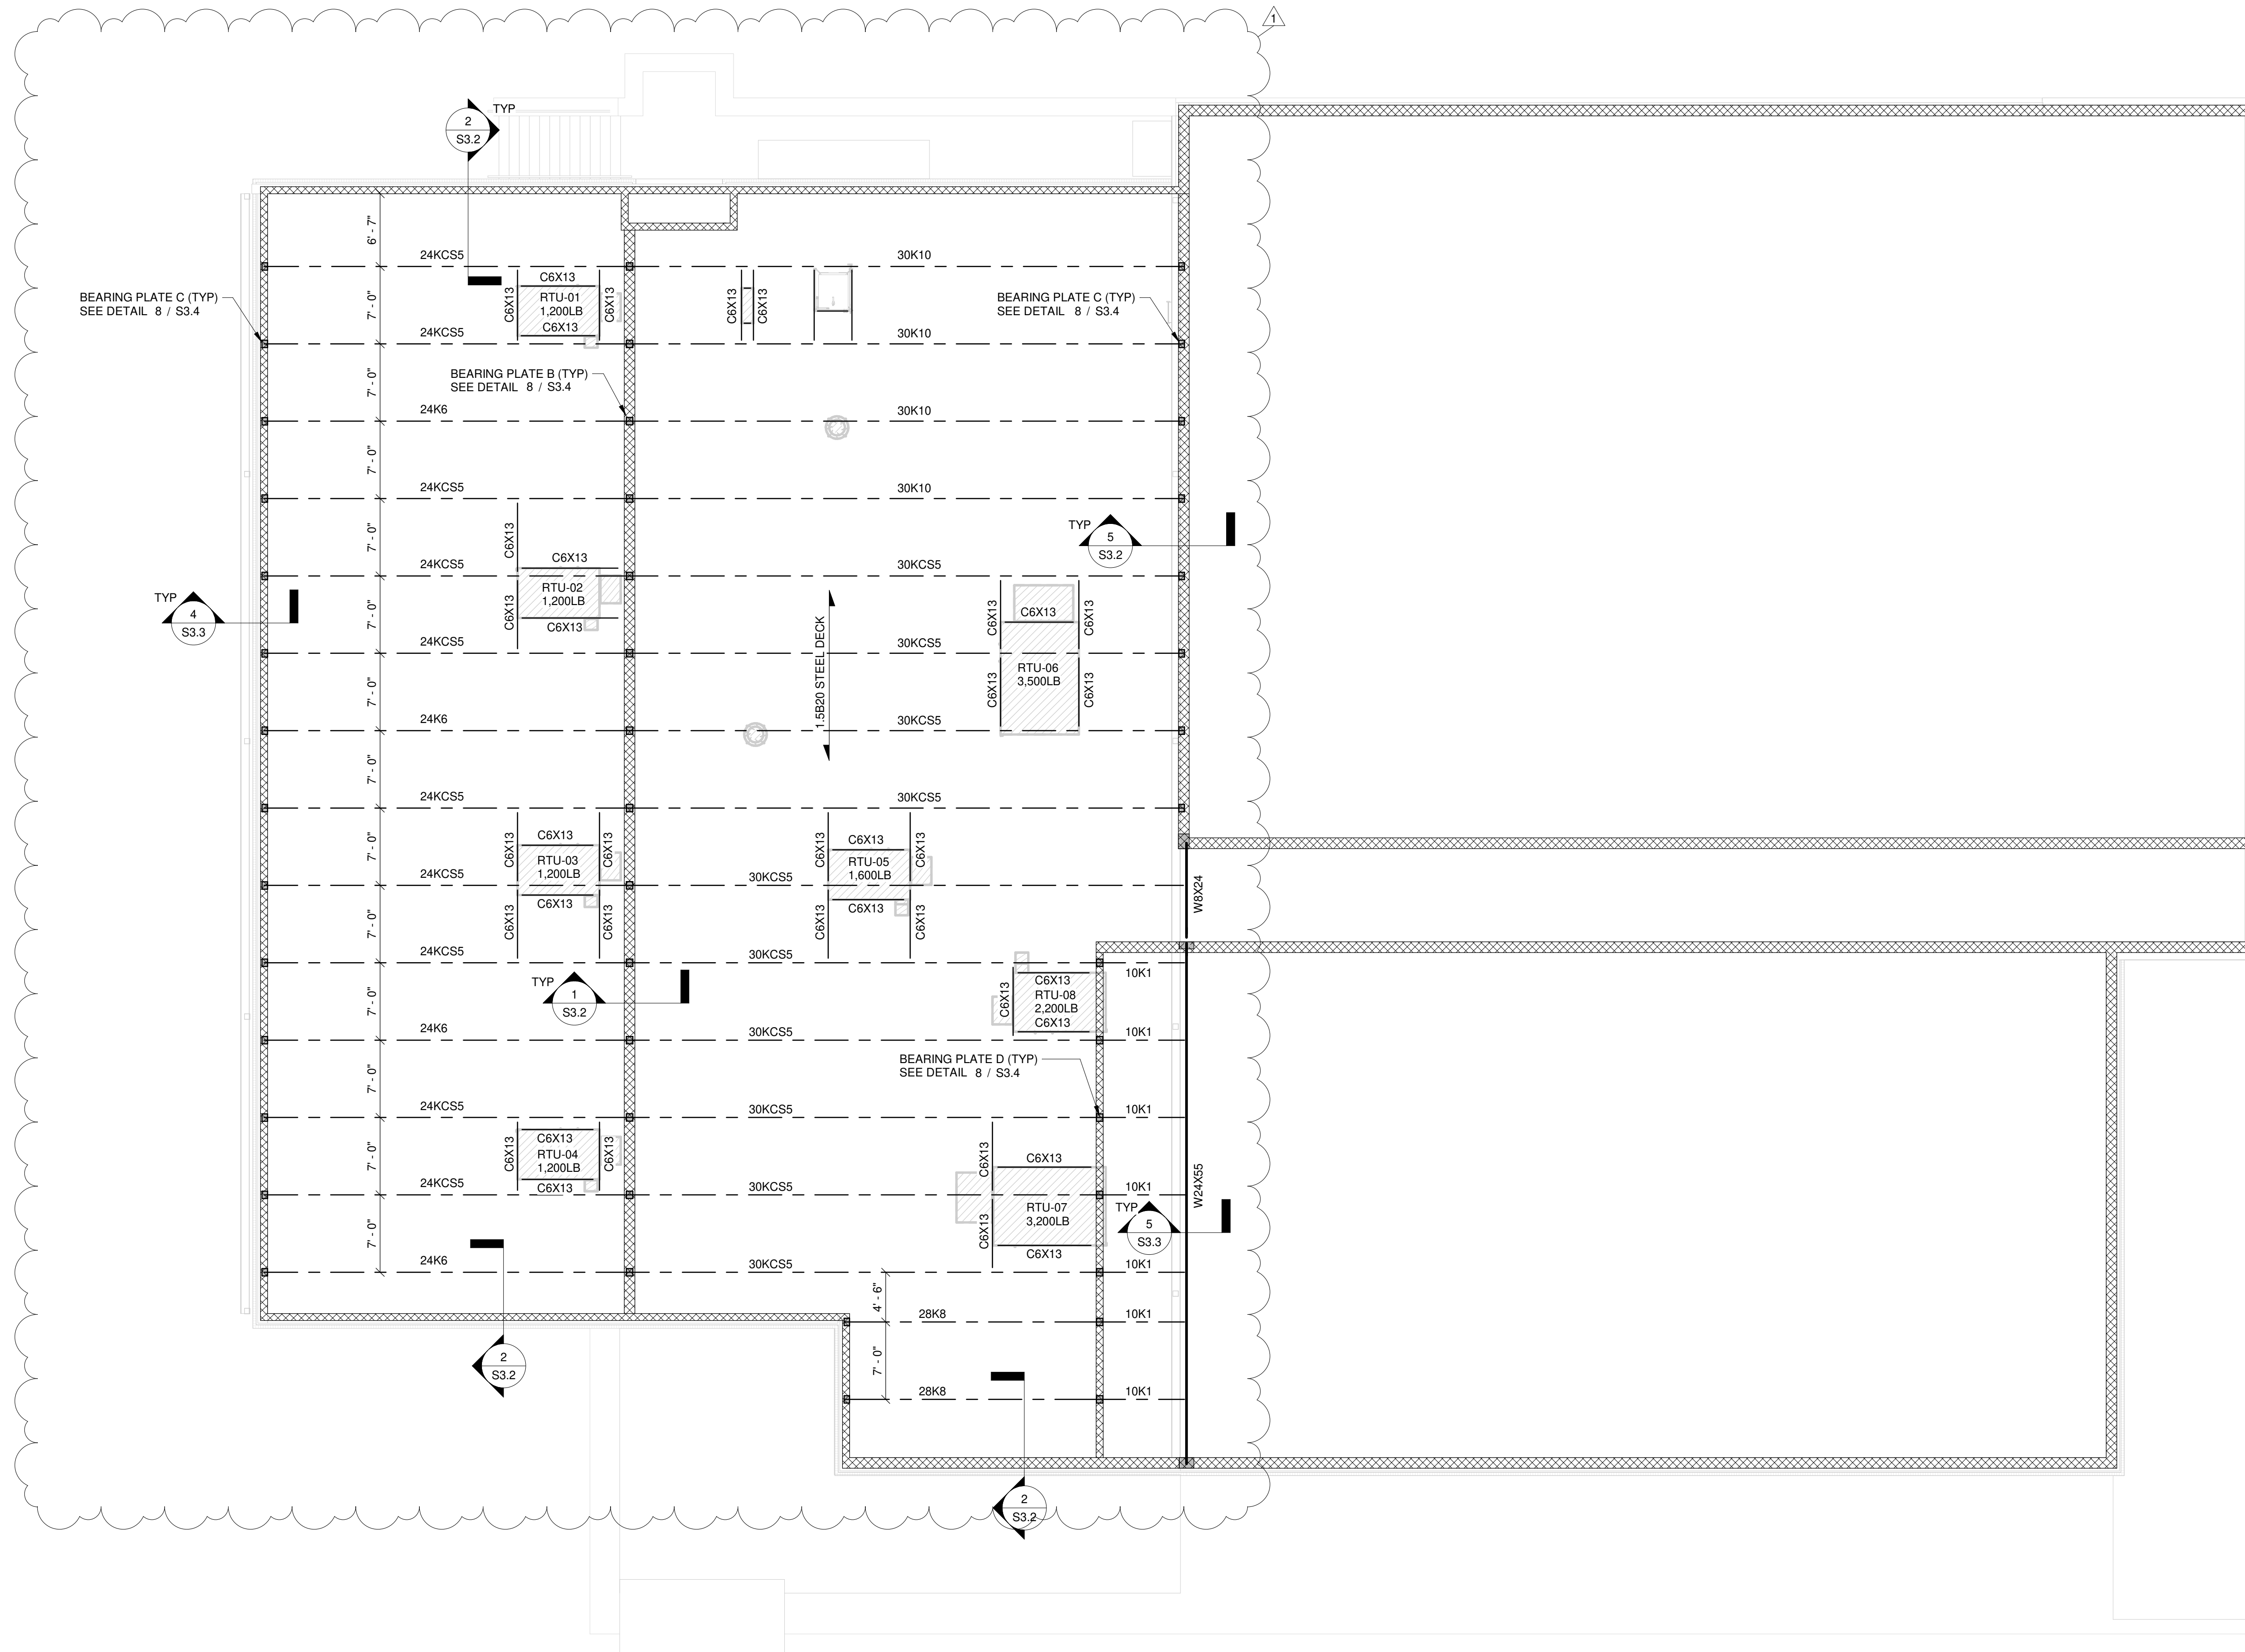 1
TYP
2
S3.2
6' - 7"
24KCS5
30K10
C6X13
C6X13
RTU-01
1,200LB
C6X13
C6X13
C6X13
C6X13
7' - 0"
BEARING PLATE C (TYP)
SEE DETAIL 8 / S3.4
BEARING PLATE C (TYP)
SEE DETAIL 8 / S3.4
24KCS5
30K10
BEARING PLATE B (TYP)
SEE DETAIL 8 / S3.4
7' - 0"
24K6
30K10
7' - 0"
24KCS5
30K10
TYP
5
S3.2
7' - 0"
C6X13
C6X13
24KCS5
30KCS5
TYP
4
S3.3
RTU-02
1,200LB
C6X13
C6X13
7' - 0"
1.5B20 STEEL DECK
C6X13
C6X13
C6X13
24KCS5
30KCS5
RTU-06
3,500LB
C6X13
C6X13
7' - 0"
24K6
30KCS5
7' - 0"
24KCS5
30KCS5
C6X13
C6X13
C6X13
RTU-03
1,200LB
7' - 0"
C6X13
C6X13
C6X13
RTU-05
1,600LB
24KCS5
30KCS5
W8X24
C6X13
C6X13
C6X13
7' - 0"
C6X13
C6X13
C6X13
24KCS5
30KCS5
10K1
TYP
1
S3.2
7' - 0"
C6X13
C6X13
RTU-08
2,200LB
C6X13
24K6
30KCS5
10K1
BEARING PLATE D (TYP)
SEE DETAIL 8 / S3.4
7' - 0"
24KCS5
30KCS5
10K1
C6X13
C6X13
RTU-04
1,200LB
C6X13
C6X13
7' - 0"
C6X13
C6X13
24KCS5
30KCS5
10K1
W24X55
RTU-07
3,200LB
C6X13
C6X13
TYP
5
S3.3
7' - 0"
24K6
30KCS5
10K1
4' - 6"
28K8
10K1
7' - 0"
2
S3.2
28K8
10K1
2
S3.2